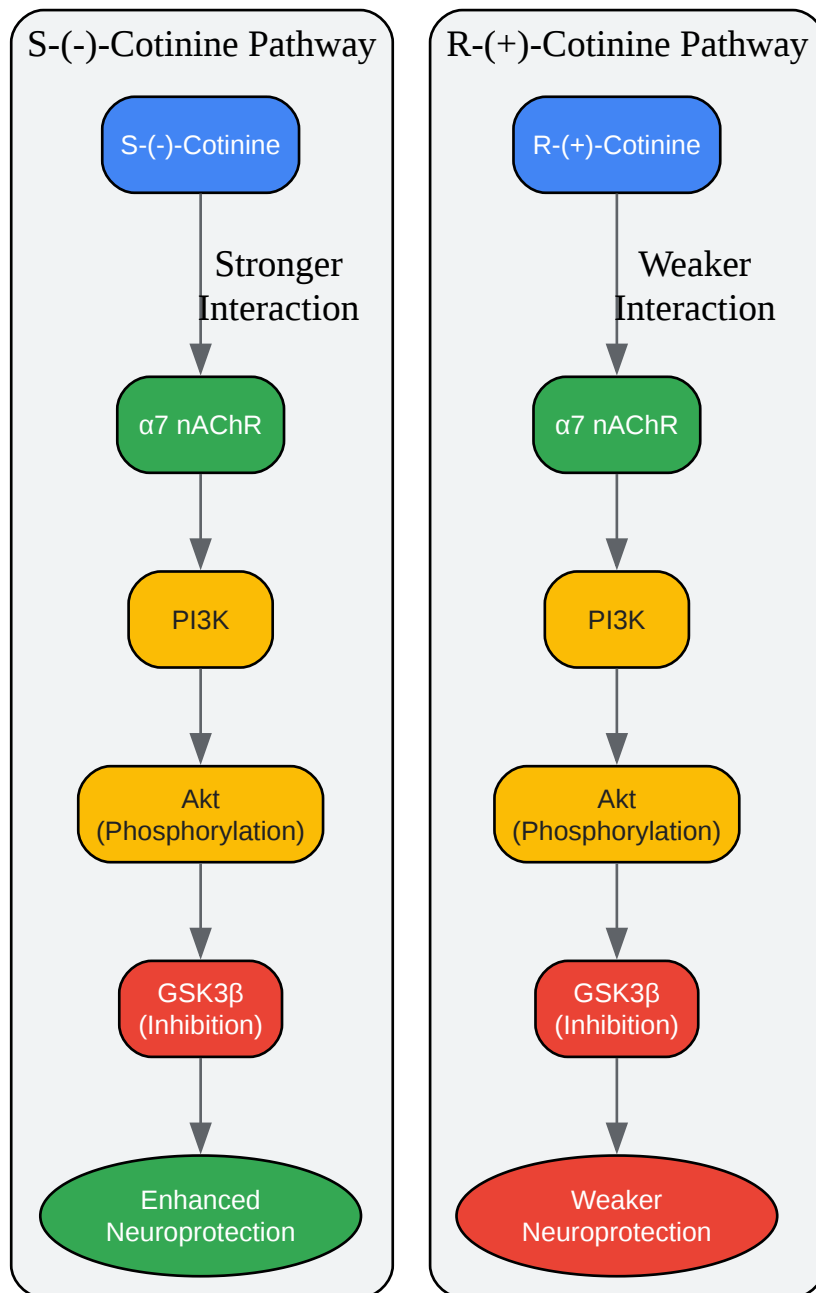 S-(-)-Cotinine Pathway
S-(-)-Cotinine
Stronger
Interaction
α7 nAChR
PI3K
Akt
(Phosphorylation)
GSK3β
(Inhibition)
Enhanced
Neuroprotection
R-(+)-Cotinine Pathway
R-(+)-Cotinine
Weaker
Interaction
α7 nAChR
PI3K
Akt
(Phosphorylation)
GSK3β
(Inhibition)
Weaker
Neuroprotection